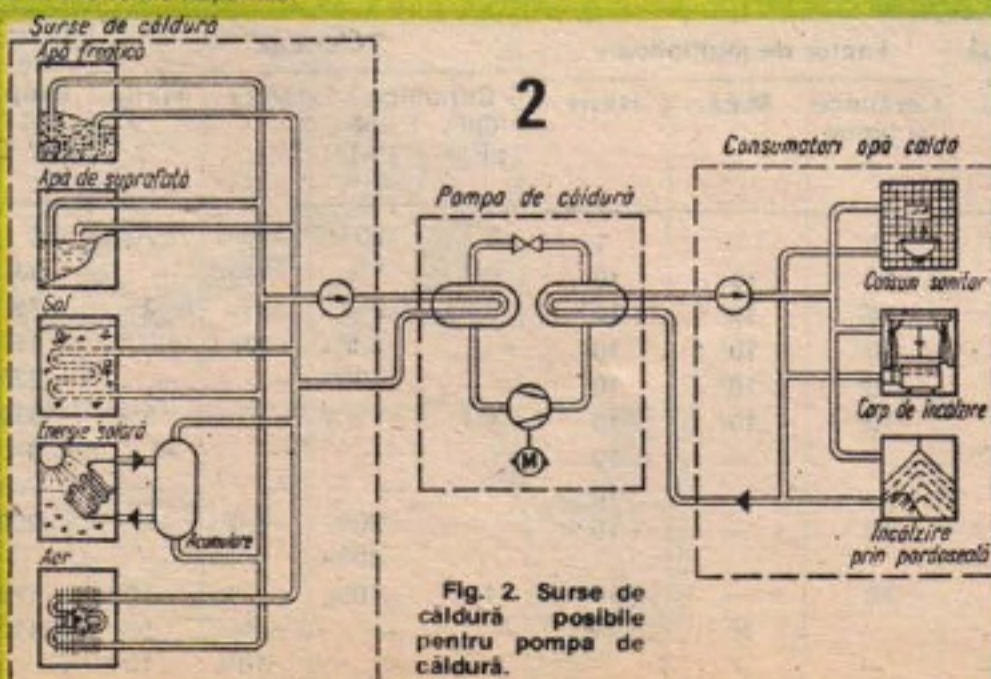 Surse de căldură
Apă freatică
Apă de suprafață
Sol
Energie solară
Acumulare
Aer
2
Pompa de căldură
M
Consumatori apă caldă
Consum sanitar
Corp de încălzire
Încălzire
prin pardoseală
Fig. 2. Surse de
căldură posibile
pentru pompa de
căldură.